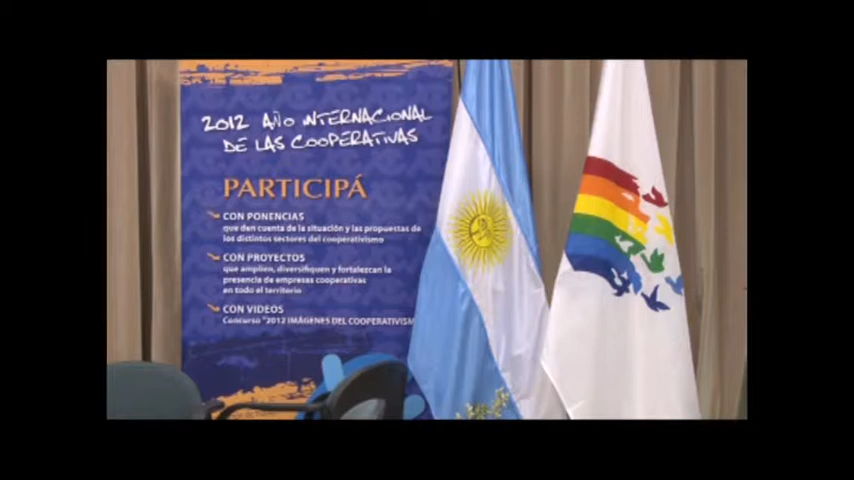 2012 AÑO INTERNACIONAL
DE LAS COOPERATIVAS
PARTICIPÁ
CON PONENCIAS
que den cuenta de la situación y las propuestas de
los distintos sectores del cooperativismo
CON PROYECTOS
que amplíen, diversifiquen y fortalezcan la
presencia de empresas cooperativas
en todo el territorio
CON VIDEOS
Concurso "2012 IMÁGENES DEL COOPERATIVISM